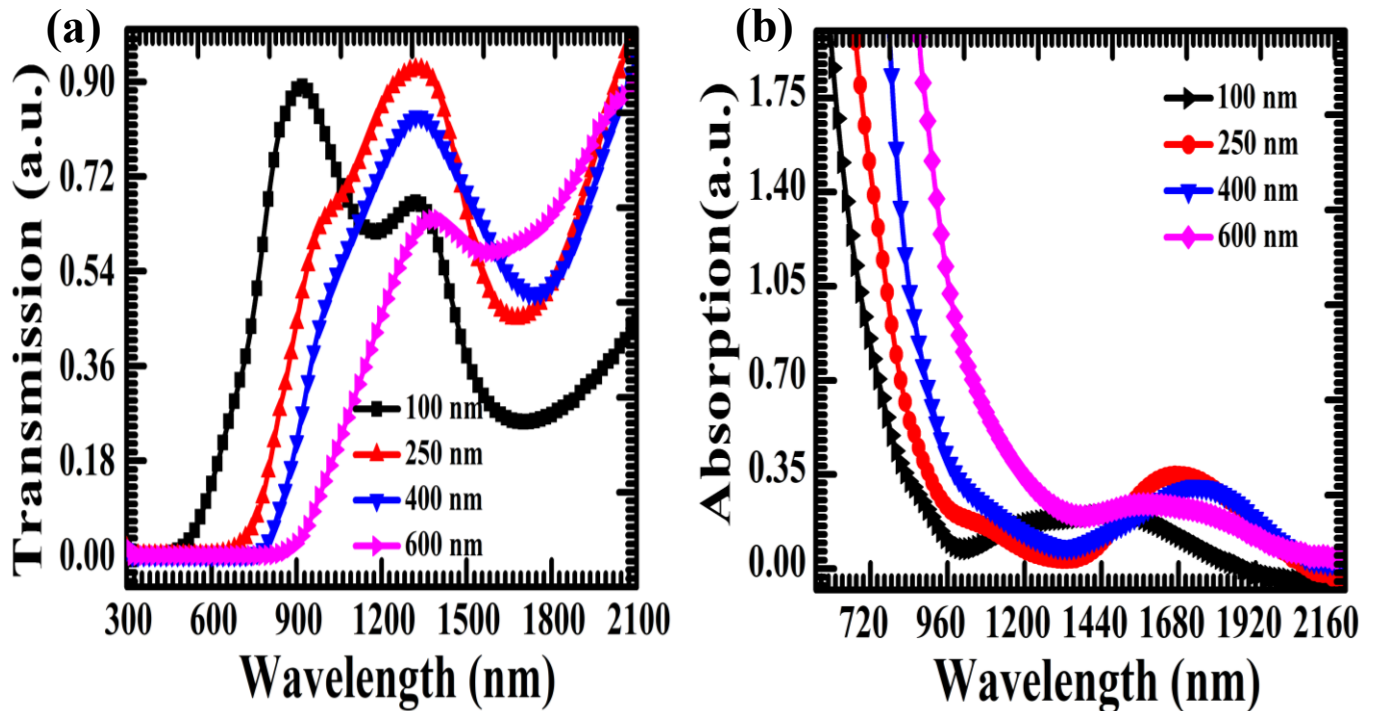 (a)
Transmission (a.u.)
0.90
0.72
0.54
0.36
0.18
0.00
100 nm
250 nm
400 nm
600 nm
300 600 900 1200 1500 1800 2100
Wavelength (nm)
(b)
Absorption(a.u.)
1.75
1.40
1.05
0.70
0.35
0.00
100 nm
250 nm
400 nm
600 nm
720 960 1200 1440 1680 1920 2160
Wavelength (nm)